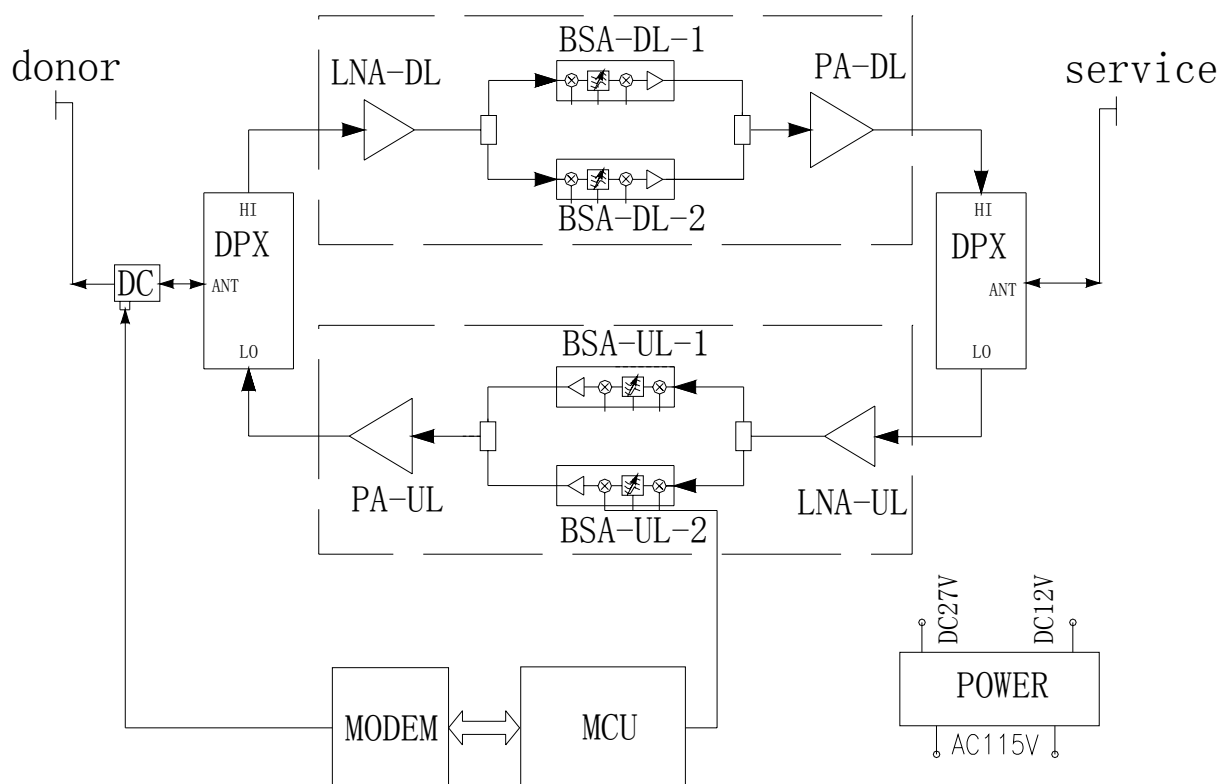 BSA-DL-1
donor
LNA-DL
PA-DL
service
HI
DPX
ANT
LO
BSA-DL-2
HI
DPX
ANT
LO
DC
BSA-UL-1
PA-UL
BSA-UL-2
LNA-UL
DC27V
DC12V
POWER
AC115V
MODEM
MCU